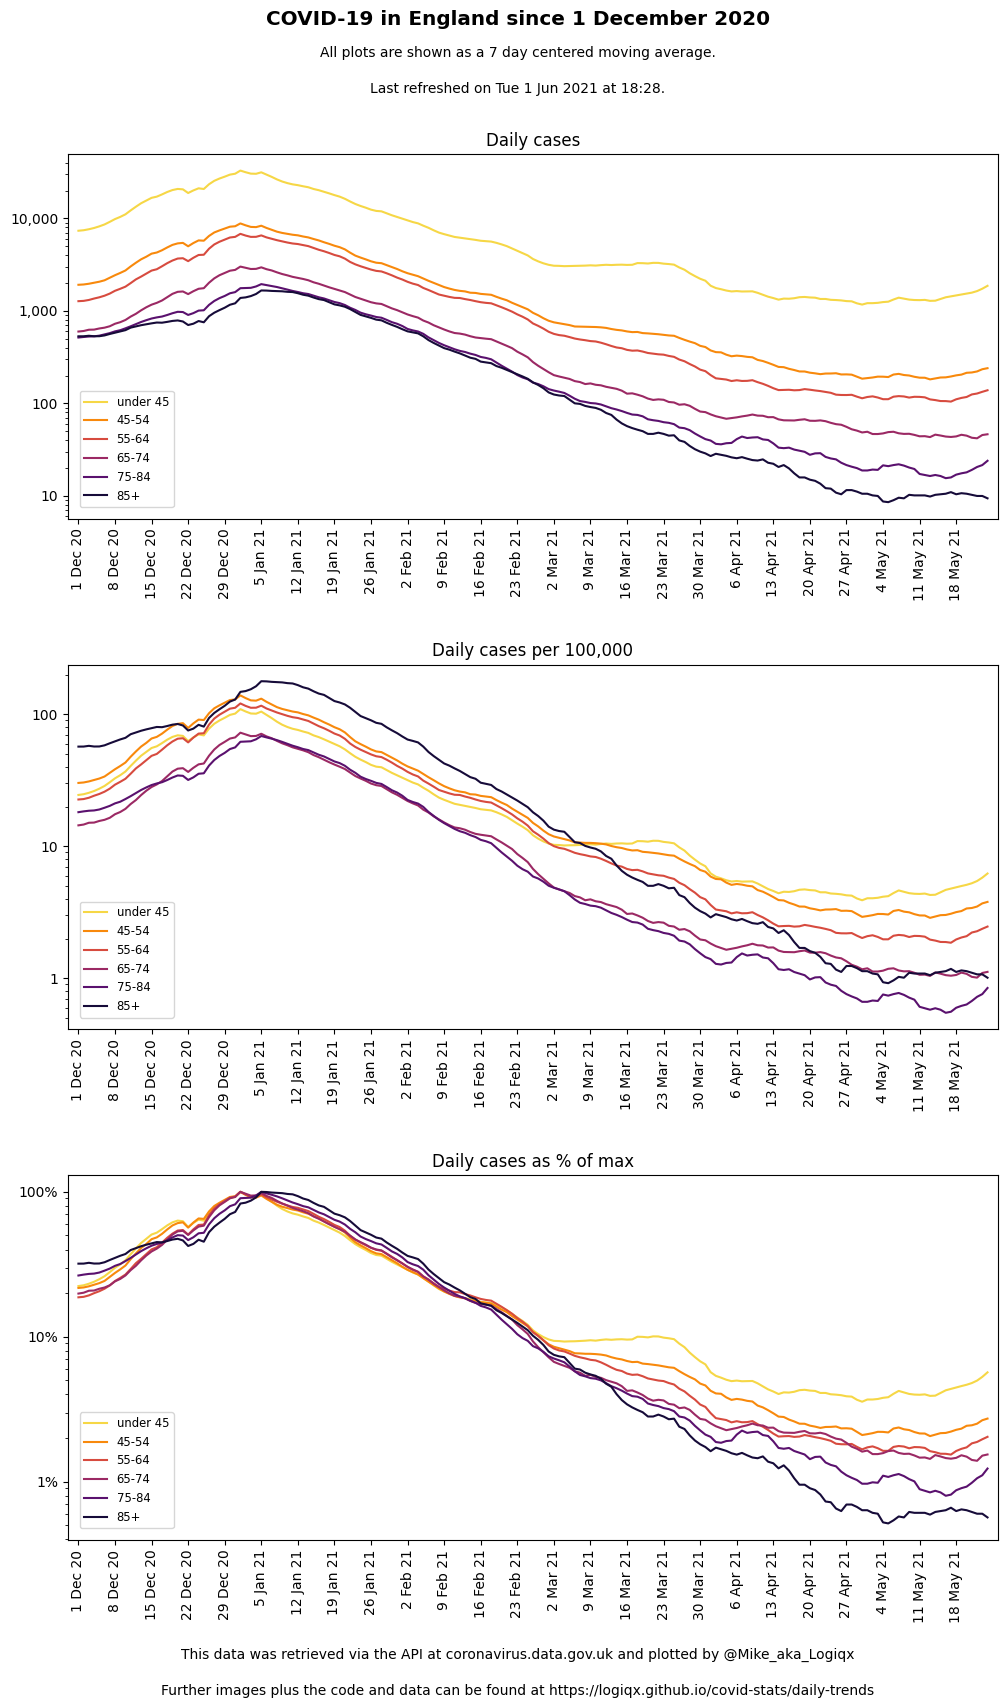 COVID-19 in England since 1 December 2020
All plots are shown as a 7 day centered moving average.
Last refreshed on Tue 1 Jun 2021 at 18:28.
Daily cases
10,000
1,000
100
10
under 45
45-54
55-64
65-74
75-84
85+
1 Dec 20
8 Dec 20
15 Dec 20
22 Dec 20
29 Dec 20
5 Jan 21
12 Jan 21
19 Jan 21
26 Jan 21
2 Feb 21
9 Feb 21
16 Feb 21
23 Feb 21
2 Mar 21
9 Mar 21
16 Mar 21
23 Mar 21
30 Mar 21
6 Apr 21
13 Apr 21
20 Apr 21
27 Apr 21
4 May 21
11 May 21
18 May 21
Daily cases per 100,000
100
10
1
under 45
45-54
55-64
65-74
75-84
85+
1 Dec 20
8 Dec 20
15 Dec 20
22 Dec 20
29 Dec 20
5 Jan 21
12 Jan 21
19 Jan 21
26 Jan 21
2 Feb 21
9 Feb 21
16 Feb 21
23 Feb 21
2 Mar 21
9 Mar 21
16 Mar 21
23 Mar 21
30 Mar 21
6 Apr 21
13 Apr 21
20 Apr 21
27 Apr 21
4 May 21
11 May 21
18 May 21
Daily cases as % of max
100%
10%
1%
under 45
45-54
55-64
65-74
75-84
85+
1 Dec 20
8 Dec 20
15 Dec 20
22 Dec 20
29 Dec 20
5 Jan 21
12 Jan 21
19 Jan 21
26 Jan 21
2 Feb 21
9 Feb 21
16 Feb 21
23 Feb 21
2 Mar 21
9 Mar 21
16 Mar 21
23 Mar 21
30 Mar 21
6 Apr 21
13 Apr 21
20 Apr 21
27 Apr 21
4 May 21
11 May 21
18 May 21
This data was retrieved via the API at coronavirus.data.gov.uk and plotted by @Mike_aka_Logiqx
Further images plus the code and data can be found at https://logiqx.github.io/covid-stats/daily-trends